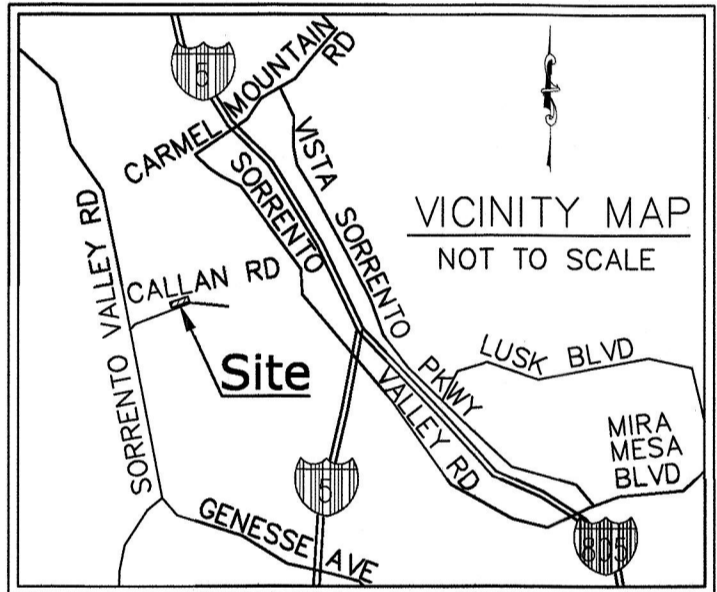 5
CARMEL MOUNTAIN
RD
VISTA SORRENTO PKWY
SORRENTO VALLEY RD
VICINITY MAP
NOT TO SCALE
SORRENTO VALLEY RD
CALLAN RD
Site
LUSK BLVD
MIRA
MESA
BLVD
5
GENESSE AVE
805